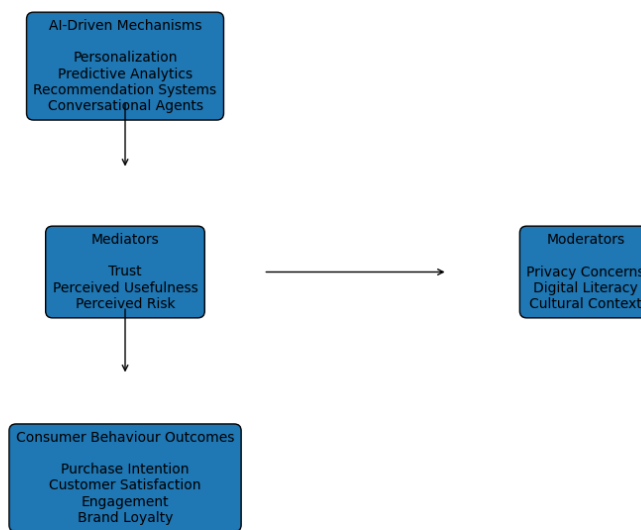 AI-Driven Mechanisms
Personalization
Predictive Analytics
Recommendation Systems
Conversational Agents
Mediators
Trust
Perceived Usefulness
Perceived Risk
Moderators
Privacy Concerns
Digital Literacy
Cultural Context
Consumer Behaviour Outcomes
Purchase Intention
Customer Satisfaction
Engagement
Brand Loyalty